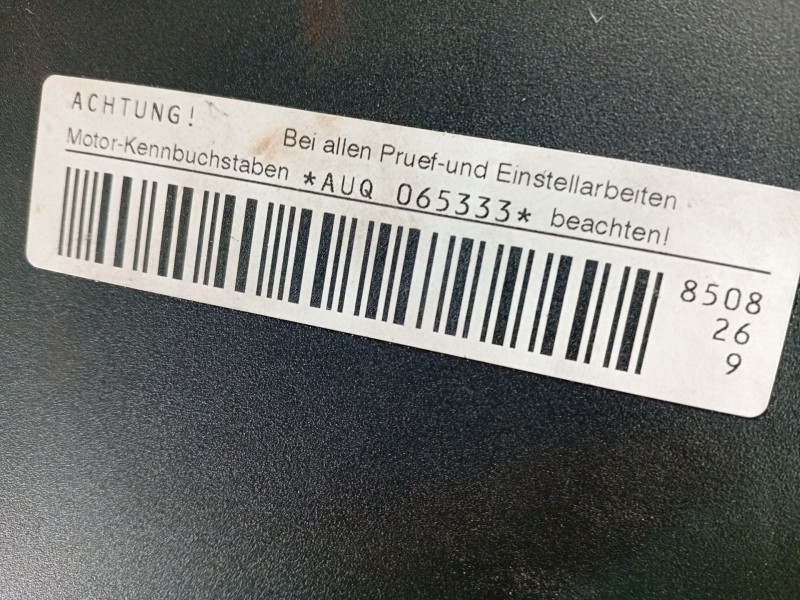 ACHTUNG! Bei allen Pruef-und Einstellarbeiten
Motor-Kennbuchstaben *AUQ 065333* beachten!
8508
26
9